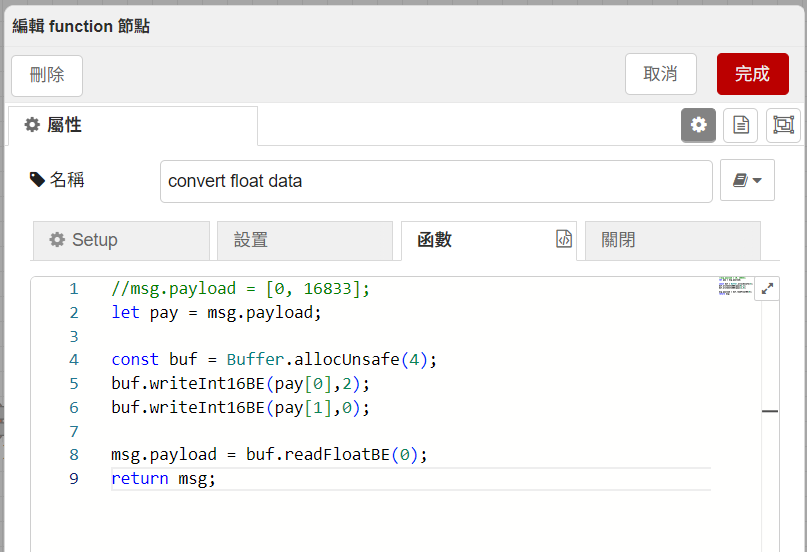 編輯 function 節點
刪除
取消
完成
屬性
名稱
convert float data
Setup
設置
函數
關閉
1 //msg.payload = [0, 16833];
2 let pay = msg.payload;
3
4 const buf = Buffer.allocUnsafe(4);
5 buf.writeInt16BE(pay[0],2);
6 buf.writeInt16BE(pay[1],0);
7
8 msg.payload = buf.readFloatBE(0);
9 return msg;